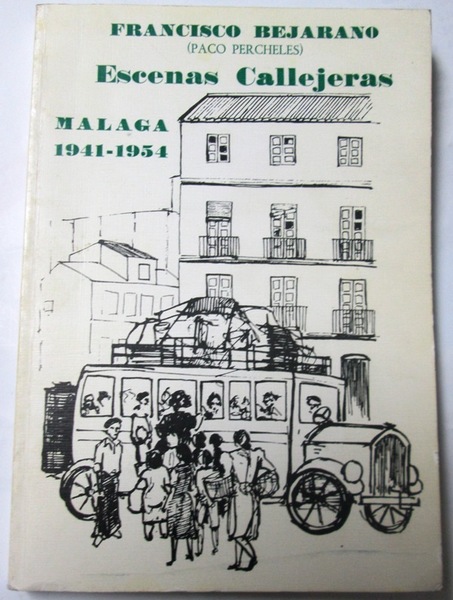 FRANCISCO BEJARANO
(PACO PERCHELES)
Escenas Callejeras
MALAGA
1941-1954